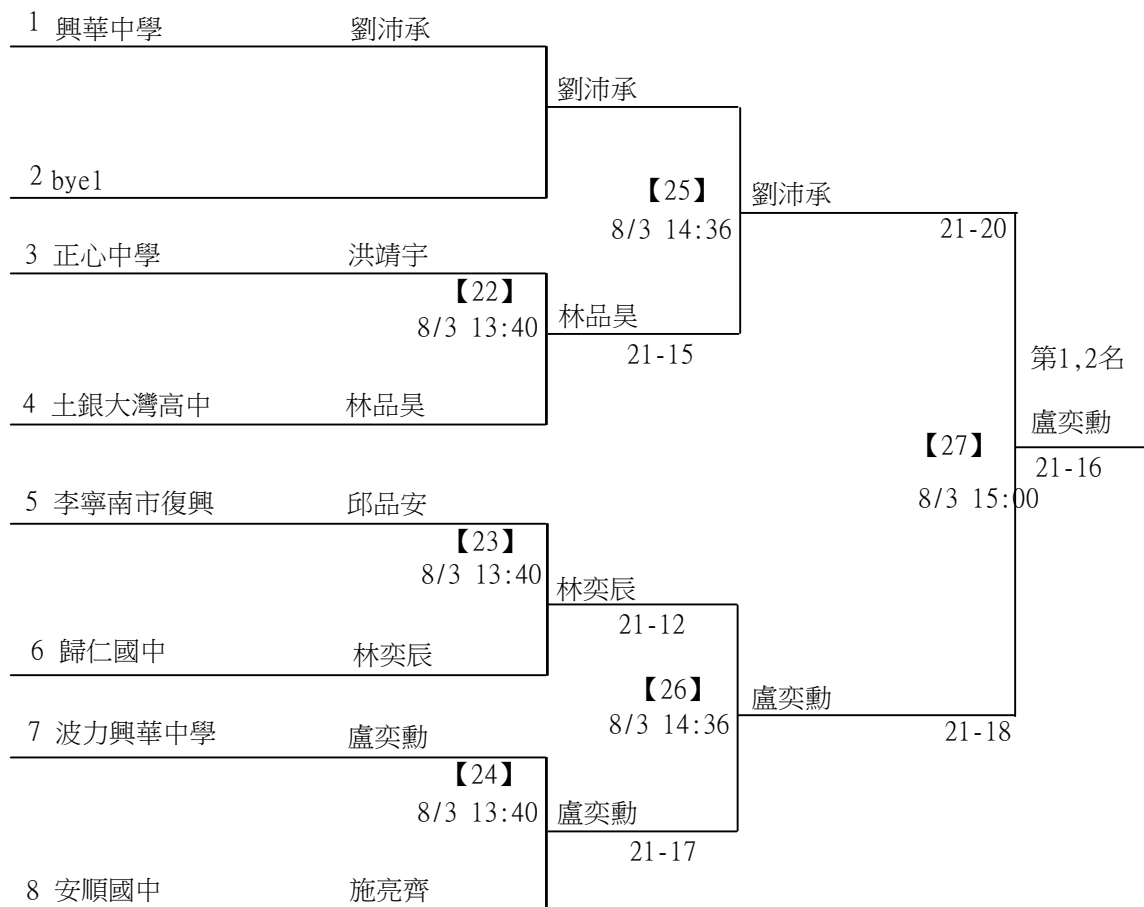 1 興華中學 劉沛承
劉沛承
2 bye1
【25】 劉沛承
8/3 14:36 21-20
3 正心中學 洪靖宇
【22】
8/3 13:40 林品昊
21-15
第1,2名
4 土銀大灣高中 林品昊
盧奕勳
【27】
21-16
8/3 15:00
5 李寧南市復興 邱品安
【23】
8/3 13:40
林奕辰
21-12
6 歸仁國中 林奕辰
【26】 盧奕勳
8/3 14:36 21-18
7 波力興華中學 盧奕勳
【24】
8/3 13:40 盧奕勳
21-17
8 安順國中 施亮齊